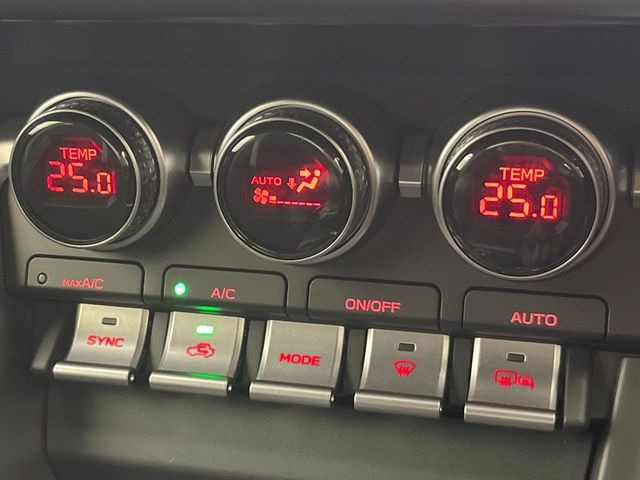 TEMP
25.0
AUTO
TEMP
25.0
MAX A/C
A/C
ON/OFF
AUTO
SYNC
MODE